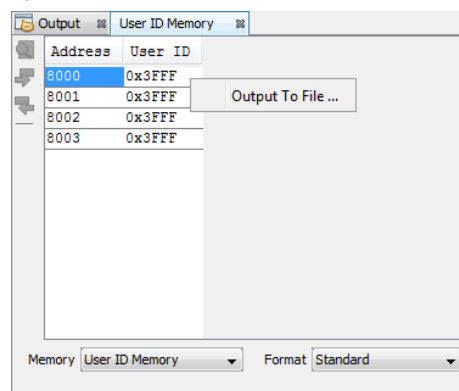 Output User ID Memory
Address User ID
8000 0x3FFF
8001 0x3FFF
Output To File ...
8002 0x3FFF
8003 0x3FFF
Memory User ID Memory Format Standard